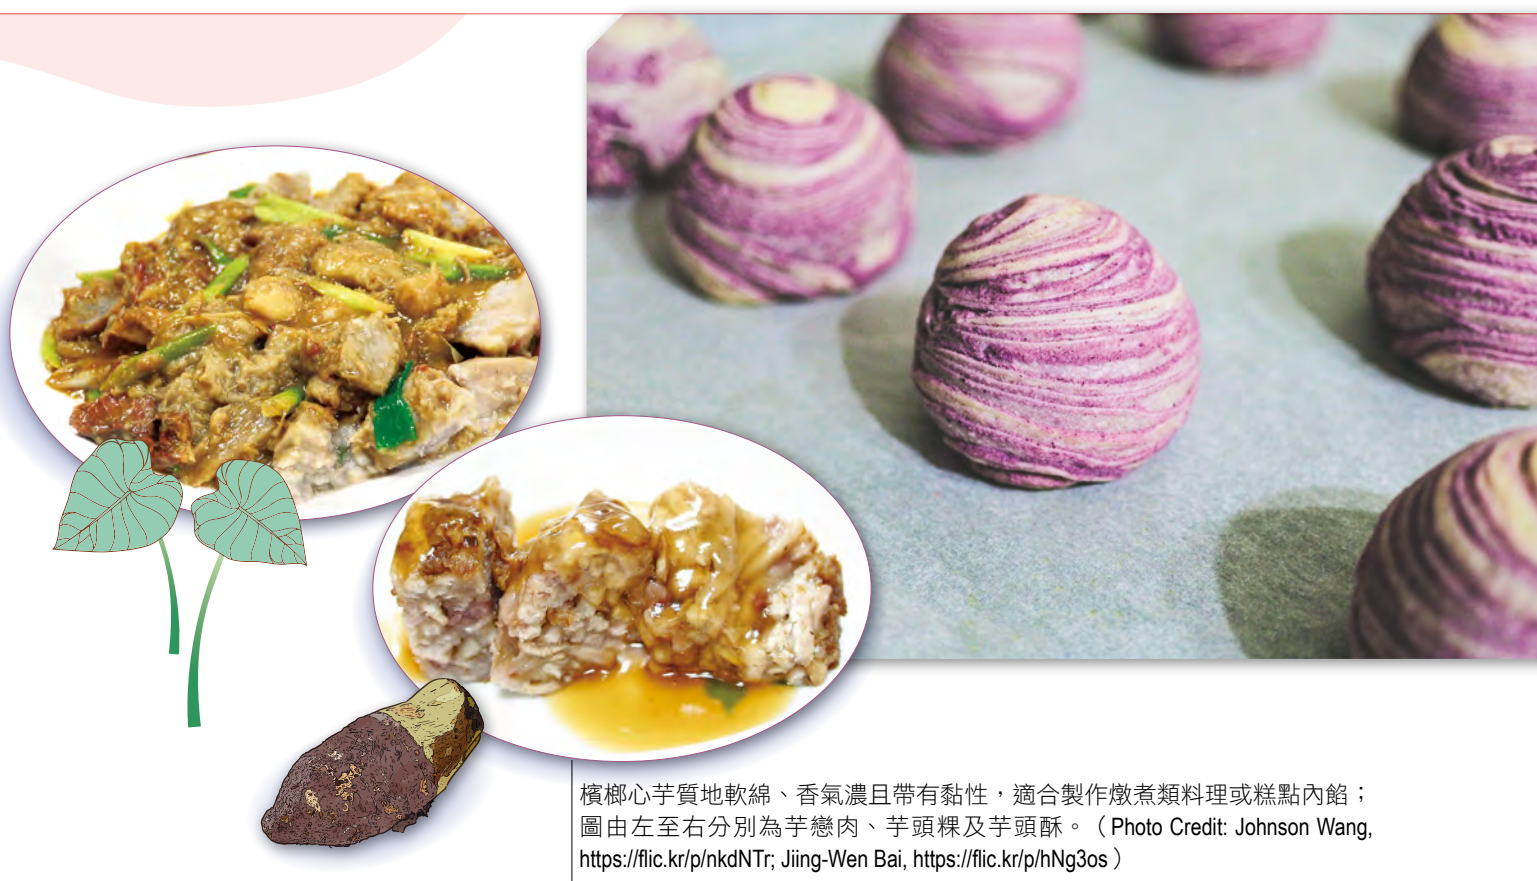 檳榔心芋質地軟綿、香氣濃且帶有黏性，適合製作燉煮類料理或糕點內餡；
圖由左至右分別為芋戀肉、芋頭粿及芋頭酥。（Photo Credit: Johnson Wang,
https://flic.kr/p/nkdNTr; Jiing-Wen Bai, https://flic.kr/p/hNg3os）